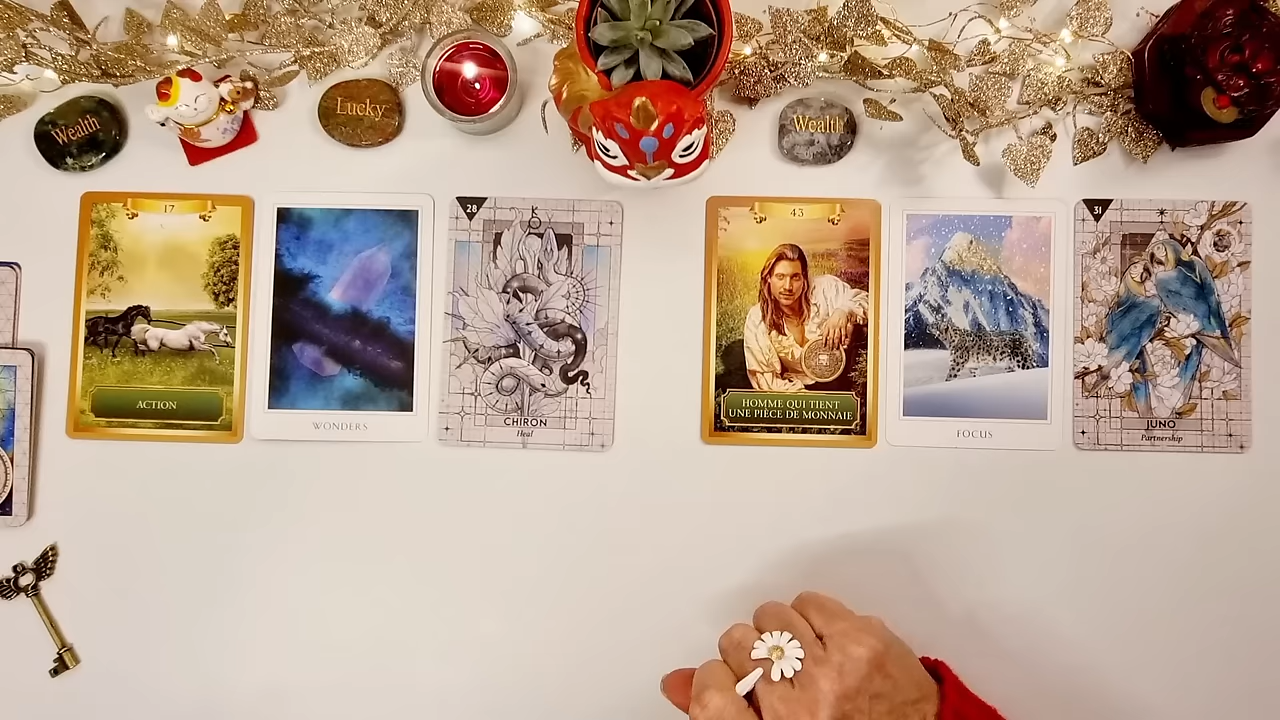 Wealth
Lucky
Wealth
17
ACTION
WONDERS
28
CHIRON
Heal
43
HOMME QUI TIENT
UNE PIÈCE DE MONNAIE
FOCUS
31
JUNO
Partnership